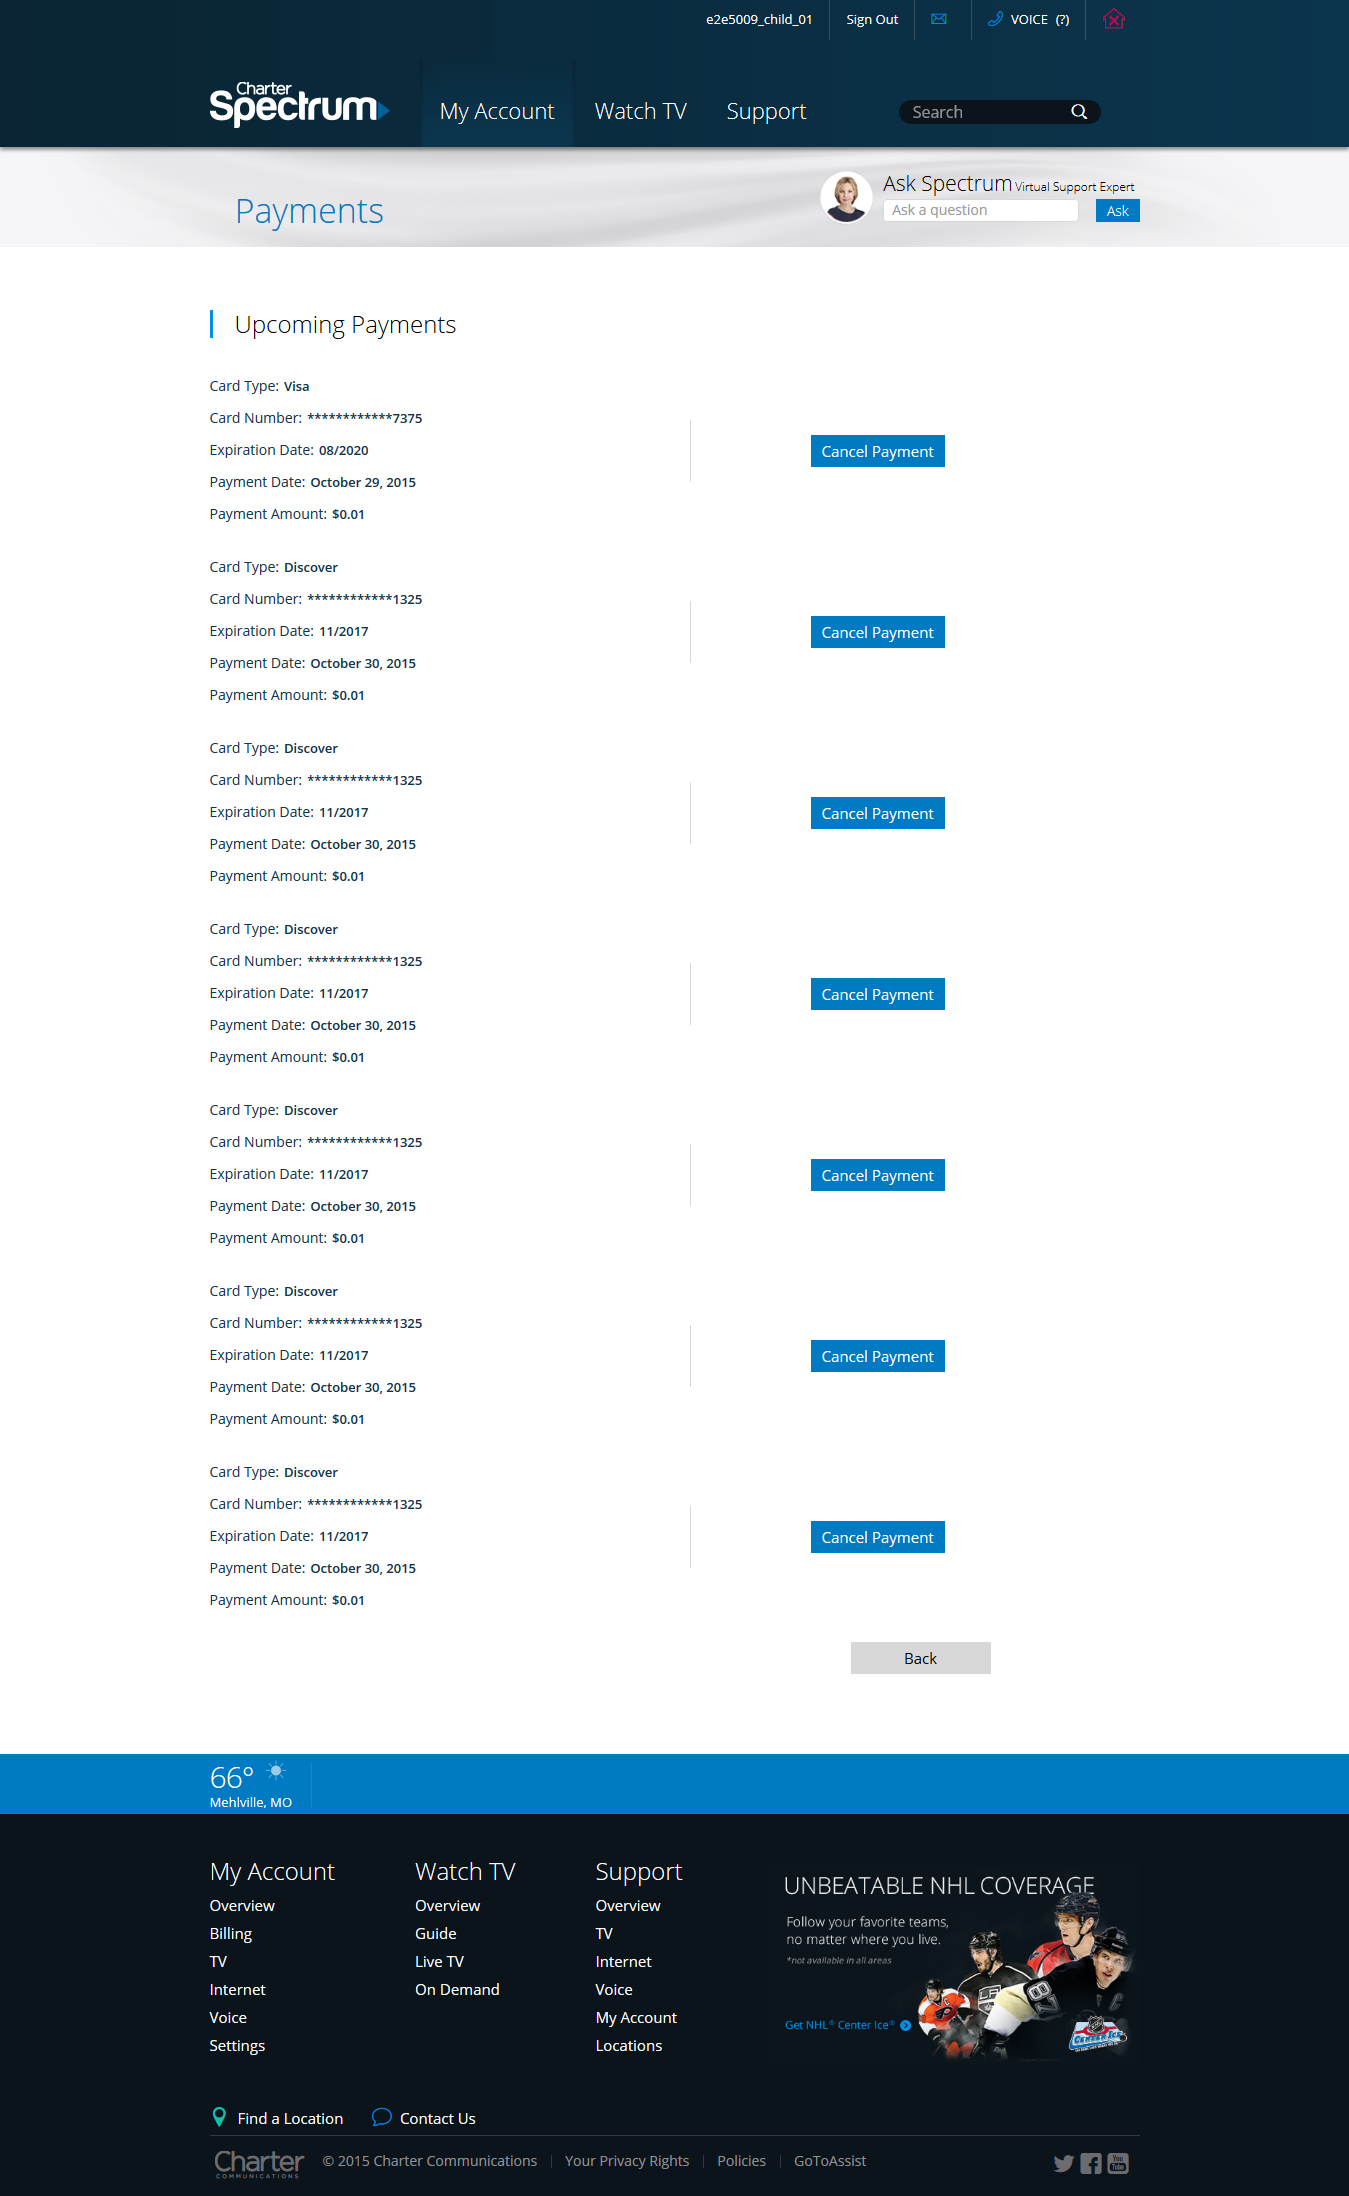 e2e5009_child_01
Sign Out
VOICE (?)
Charter
Spectrum
My Account
Watch TV
Support
Search
Payments
Ask Spectrum Virtual Support Expert
Ask a question
Ask
Upcoming Payments
Card Type: Visa
Card Number: ************7375
Expiration Date: 08/2020
Payment Date: October 29, 2015
Payment Amount: $0.01
Cancel Payment
Card Type: Discover
Card Number: ************1325
Expiration Date: 11/2017
Payment Date: October 30, 2015
Payment Amount: $0.01
Cancel Payment
Card Type: Discover
Card Number: ************1325
Expiration Date: 11/2017
Payment Date: October 30, 2015
Payment Amount: $0.01
Cancel Payment
Card Type: Discover
Card Number: ************1325
Expiration Date: 11/2017
Payment Date: October 30, 2015
Payment Amount: $0.01
Cancel Payment
Card Type: Discover
Card Number: ************1325
Expiration Date: 11/2017
Payment Date: October 30, 2015
Payment Amount: $0.01
Cancel Payment
Card Type: Discover
Card Number: ************1325
Expiration Date: 11/2017
Payment Date: October 30, 2015
Payment Amount: $0.01
Cancel Payment
Card Type: Discover
Card Number: ************1325
Expiration Date: 11/2017
Payment Date: October 30, 2015
Payment Amount: $0.01
Cancel Payment
Back
66°
Mehlville, MO
My Account
Overview
Billing
TV
Internet
Voice
Settings
Watch TV
Overview
Guide
Live TV
On Demand
Support
Overview
TV
Internet
Voice
My Account
Locations
UNBEATABLE NHL COVERAGE
Follow your favorite teams,
no matter where you live.
*not available in all areas
Get NHL® Center Ice®
LA
87
C
CENTER ICE
Find a Location
Contact Us
Charter
COMMUNICATIONS
© 2015 Charter Communications
Your Privacy Rights
Policies
GoToAssist
You
Tube